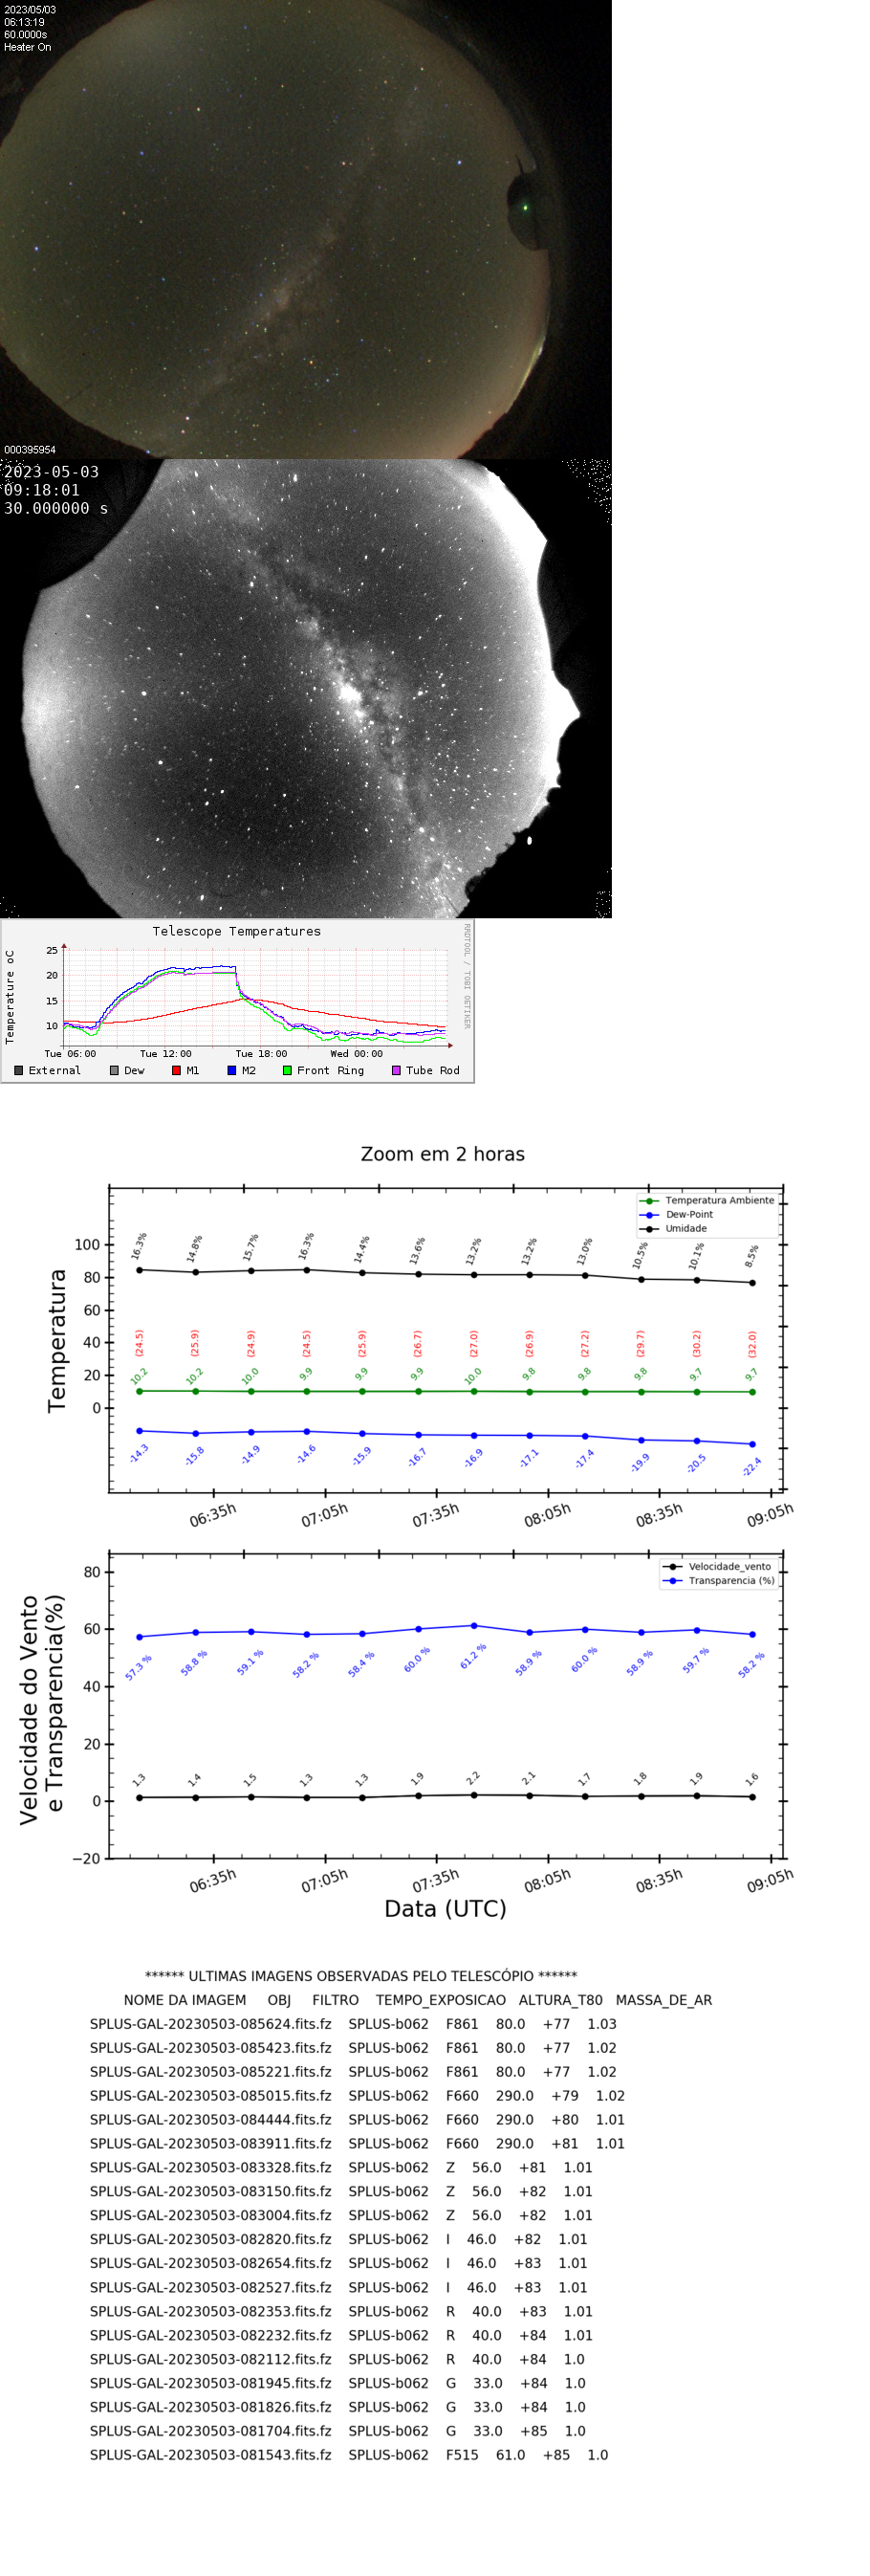 2023/05/03
06:13:19
60.0000s
Heater On
000395954
2023-05-03
09:18:01
30.000000 s
Telescope Temperatures
RRDTOOL / TOBI OETIKER
Temperature oC
25
20
15
10
Tue 06:00 Tue 12:00 Tue 18:00 Wed 00:00
External Dew M1 M2 Front Ring Tube Rod
Zoom em 2 horas
Temperatura Ambiente
Dew-Point
Umidade
Temperatura
100
80
60
40
20
0
16.3% 14.8% 15.7% 16.3% 14.4% 13.6% 13.2% 13.2% 13.0% 10.5% 10.1% 8.5%
(24.5) (25.9) (24.9) (24.5) (25.9) (26.7) (27.0) (26.9) (27.2) (29.7) (30.2) (32.0)
10.2 10.2 10.0 9.9 9.9 9.9 10.0 9.8 9.8 9.8 9.7 9.7
-14.3 -15.8 -14.9 -14.6 -15.9 -16.7 -16.9 -17.1 -17.4 -19.9 -20.5 -22.4
06:35h 07:05h 07:35h 08:05h 08:35h 09:05h
Velocidade_vento
Transparencia (%)
Velocidade do Vento
e Transparencia(%)
80
60
40
20
0
−20
57.3 % 58.8 % 59.1 % 58.2 % 58.4 % 60.0 % 61.2 % 58.9 % 60.0 % 58.9 % 59.7 % 58.2 %
1.3 1.4 1.5 1.3 1.3 1.9 2.2 2.1 1.7 1.8 1.9 1.6
06:35h 07:05h 07:35h 08:05h 08:35h 09:05h
Data (UTC)
****** ULTIMAS IMAGENS OBSERVADAS PELO TELESCÓPIO ******
NOME DA IMAGEM OBJ FILTRO TEMPO_EXPOSICAO ALTURA_T80 MASSA_DE_AR
SPLUS-GAL-20230503-085624.fits.fz SPLUS-b062 F861 80.0 +77 1.03
SPLUS-GAL-20230503-085423.fits.fz SPLUS-b062 F861 80.0 +77 1.02
SPLUS-GAL-20230503-085221.fits.fz SPLUS-b062 F861 80.0 +77 1.02
SPLUS-GAL-20230503-085015.fits.fz SPLUS-b062 F660 290.0 +79 1.02
SPLUS-GAL-20230503-084444.fits.fz SPLUS-b062 F660 290.0 +80 1.01
SPLUS-GAL-20230503-083911.fits.fz SPLUS-b062 F660 290.0 +81 1.01
SPLUS-GAL-20230503-083328.fits.fz SPLUS-b062 Z 56.0 +81 1.01
SPLUS-GAL-20230503-083150.fits.fz SPLUS-b062 Z 56.0 +82 1.01
SPLUS-GAL-20230503-083004.fits.fz SPLUS-b062 Z 56.0 +82 1.01
SPLUS-GAL-20230503-082820.fits.fz SPLUS-b062 I 46.0 +82 1.01
SPLUS-GAL-20230503-082654.fits.fz SPLUS-b062 I 46.0 +83 1.01
SPLUS-GAL-20230503-082527.fits.fz SPLUS-b062 I 46.0 +83 1.01
SPLUS-GAL-20230503-082353.fits.fz SPLUS-b062 R 40.0 +83 1.01
SPLUS-GAL-20230503-082232.fits.fz SPLUS-b062 R 40.0 +84 1.01
SPLUS-GAL-20230503-082112.fits.fz SPLUS-b062 R 40.0 +84 1.0
SPLUS-GAL-20230503-081945.fits.fz SPLUS-b062 G 33.0 +84 1.0
SPLUS-GAL-20230503-081826.fits.fz SPLUS-b062 G 33.0 +84 1.0
SPLUS-GAL-20230503-081704.fits.fz SPLUS-b062 G 33.0 +85 1.0
SPLUS-GAL-20230503-081543.fits.fz SPLUS-b062 F515 61.0 +85 1.0